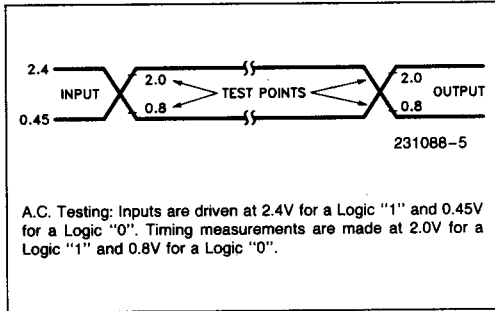 2.4
2.0
2.0
INPUT
TEST POINTS
OUTPUT
0.8
0.8
0.45
231088-5
A.C. Testing: Inputs are driven at 2.4V for a Logic "1" and 0.45V
for a Logic "0". Timing measurements are made at 2.0V for a
Logic "1" and 0.8V for a Logic "0".